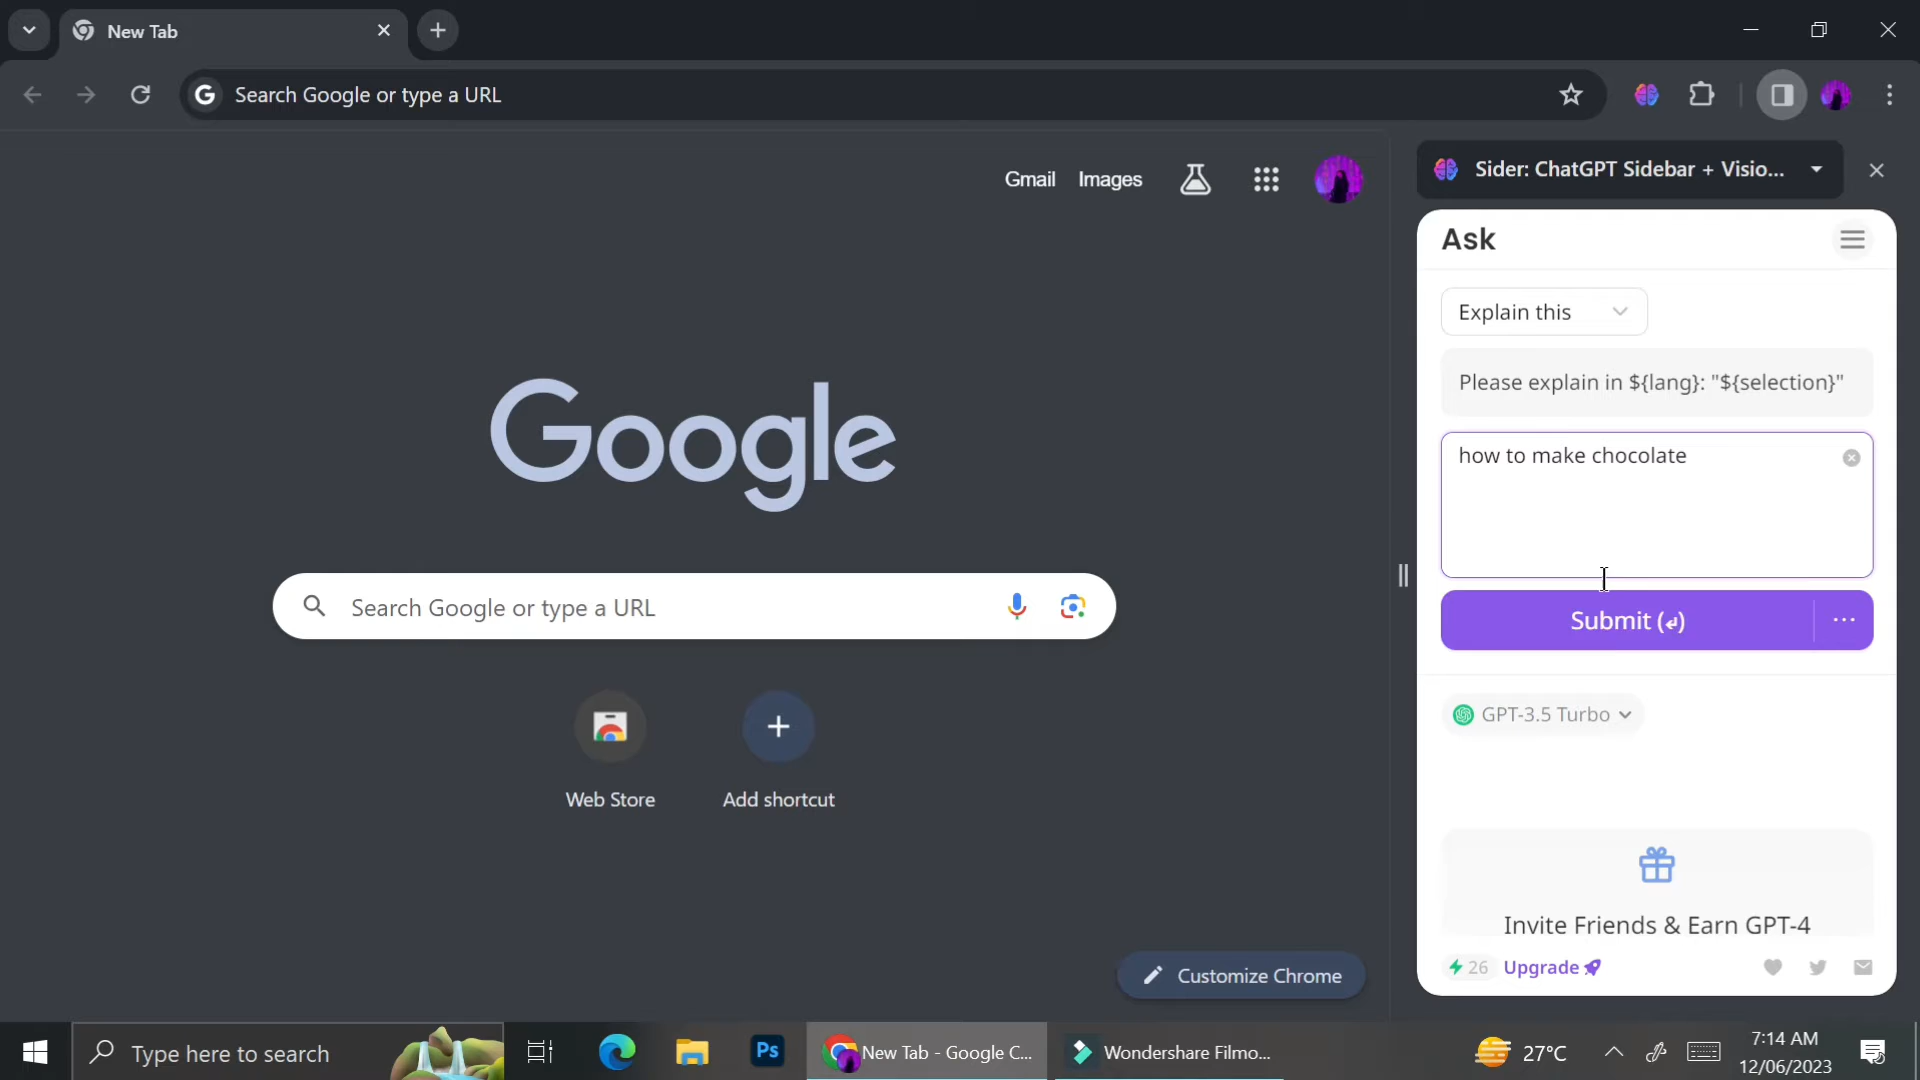 New Tab
Search Google or type a URL
Gmail Images
Sider: ChatGPT Sidebar + Visio...
Ask
Explain this
Please explain in ${lang}: "${selection}"
how to make chocolate
Google
Search Google or type a URL
Submit (↵)
GPT-3.5 Turbo
Web Store
Add shortcut
Invite Friends & Earn GPT-4
26 Upgrade
Customize Chrome
Type here to search
Ps
New Tab - Google C...
Wondershare Filmo...
27°C
7:14 AM
12/06/2023